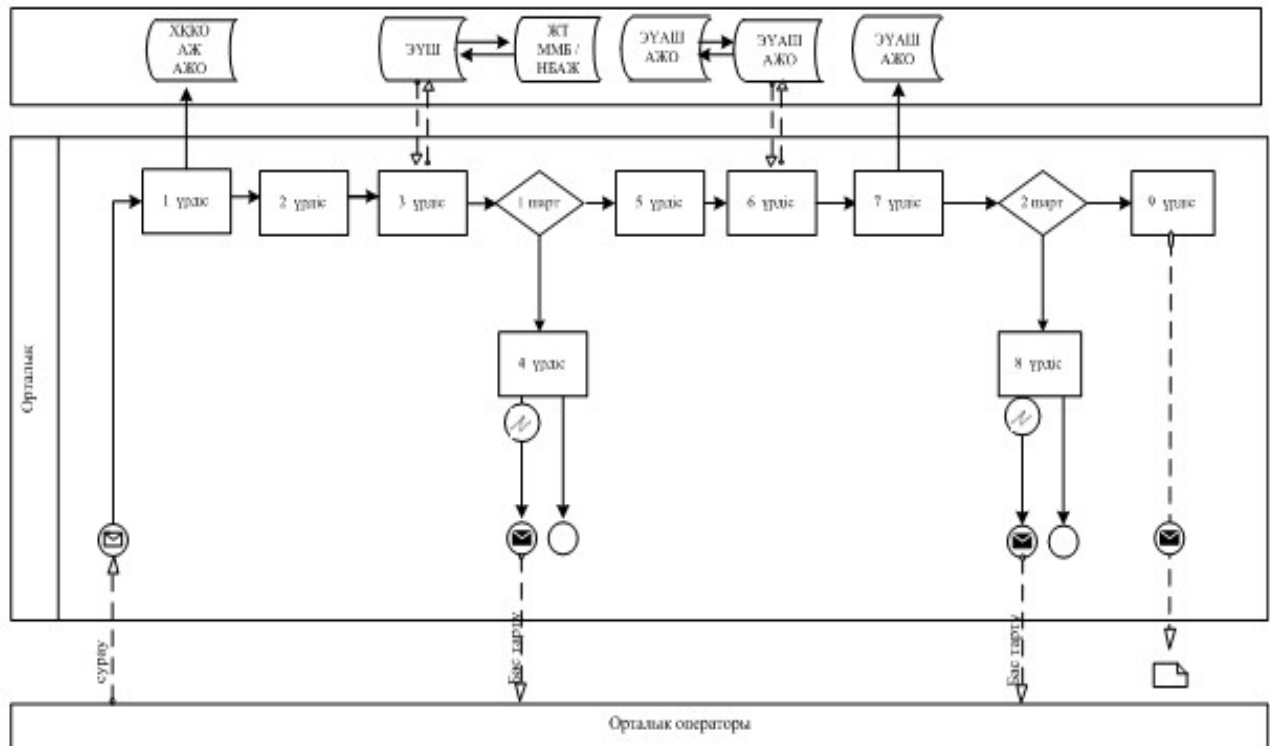 ХҚКО
АЖ
АЖО
ЭҮШ
ЖТ
ММБ /
НБАЖ
ЭҮАШ
АЖО
ЭҮАШ
АЖО
ЭҮАШ
АЖО
1 үрдіс
2 үрдіс
3 үрдіс
1 шарт
5 үрдіс
6 үрдіс
7 үрдіс
2 шарт
9 үрдіс
4 үрдіс
8 үрдіс
Орталык
сұрау
Бас тарту
Бас тарту
Орталык операторы